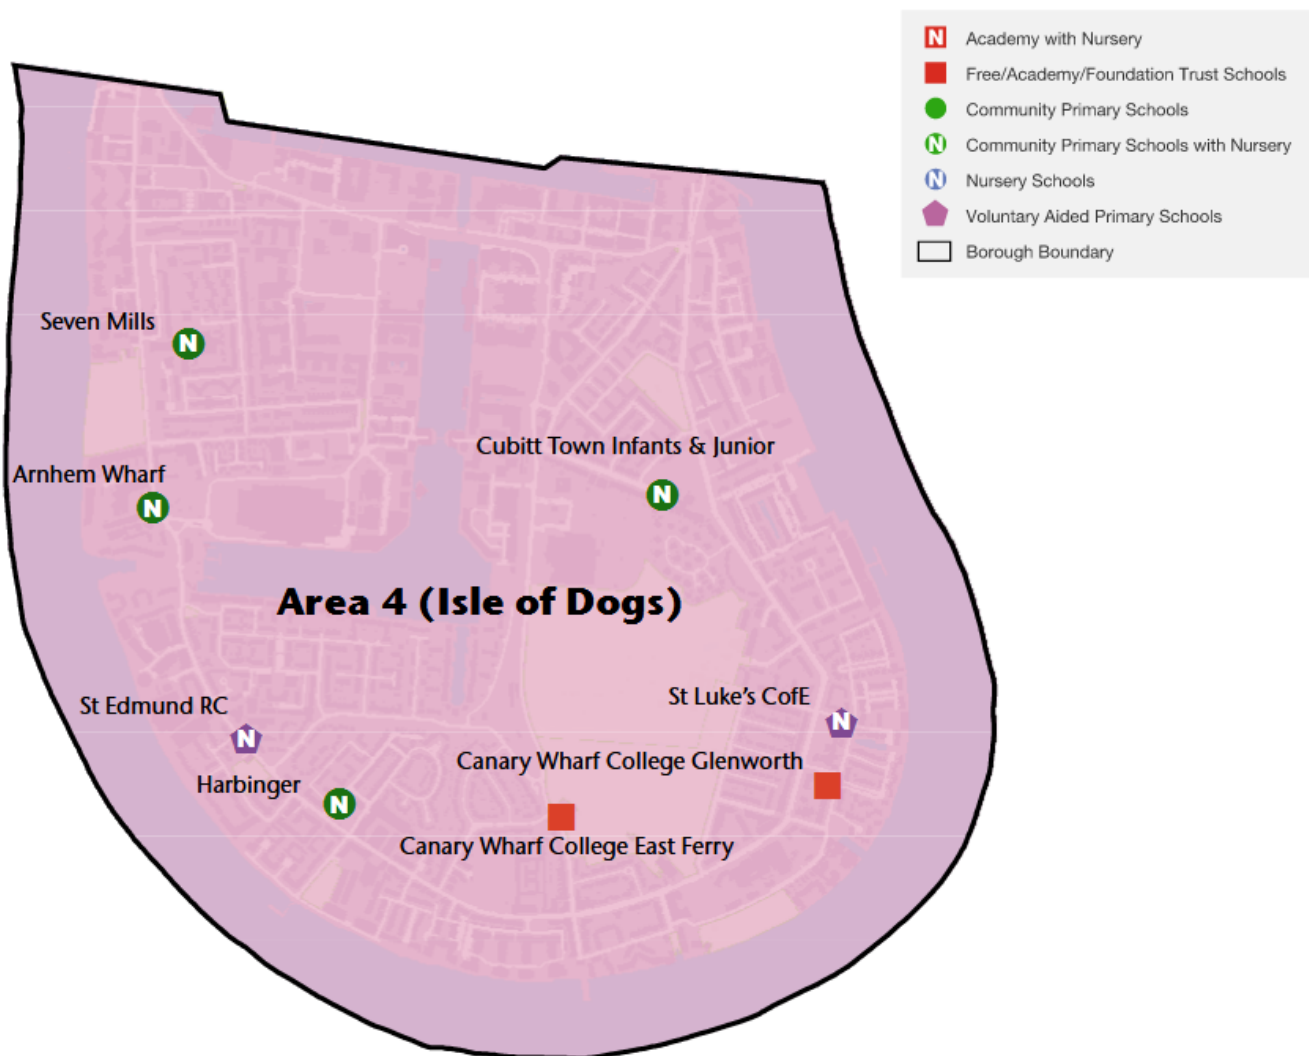 N Academy with Nursery
Free/Academy/Foundation Trust Schools
Community Primary Schools
N Community Primary Schools with Nursery
N Nursery Schools
Voluntary Aided Primary Schools
Borough Boundary
Seven Mills
N
Cubitt Town Infants & Junior
N
Arnhem Wharf
N
Area 4 (Isle of Dogs)
St Edmund RC
N
St Luke’s CofE
N
Canary Wharf College Glenworth
Harbinger
N
Canary Wharf College East Ferry